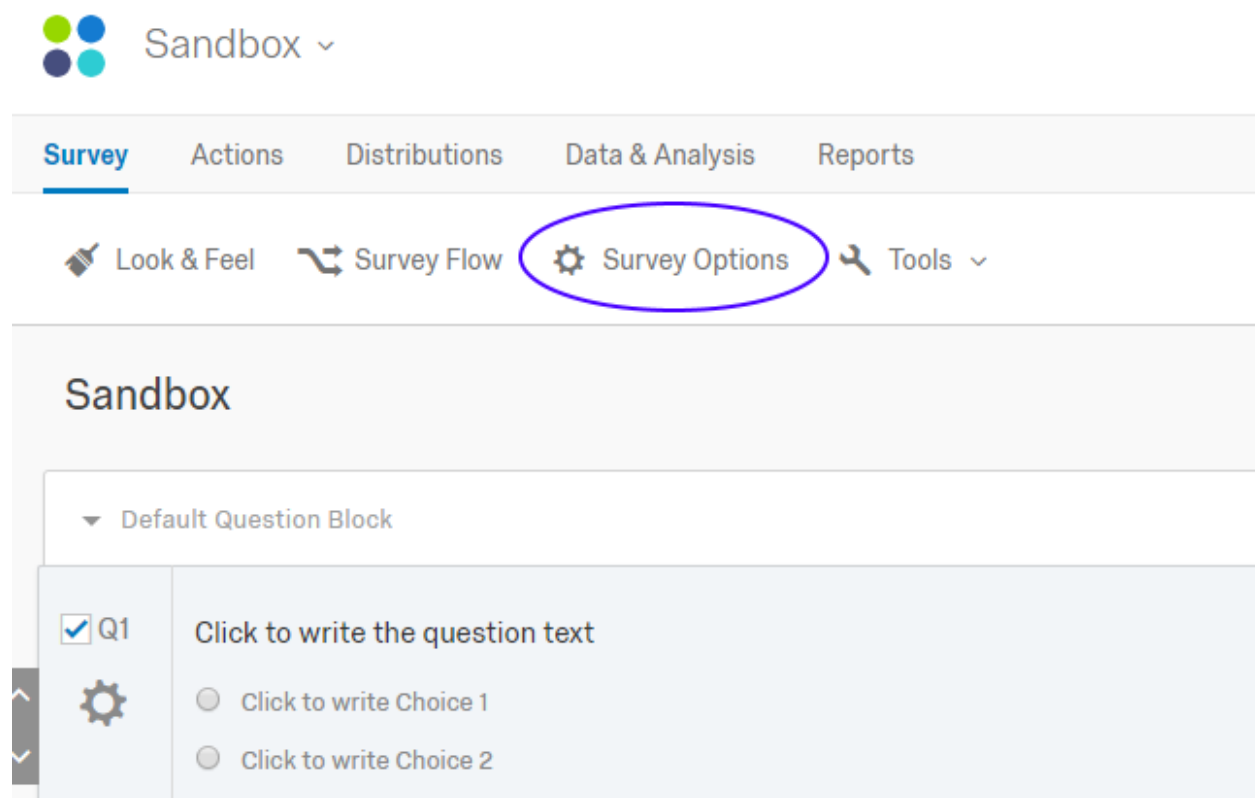 Sandbox
Survey Actions Distributions Data & Analysis Reports
Look & Feel Survey Flow Survey Options Tools
Sandbox
Default Question Block
Q1 Click to write the question text
Click to write Choice 1
Click to write Choice 2